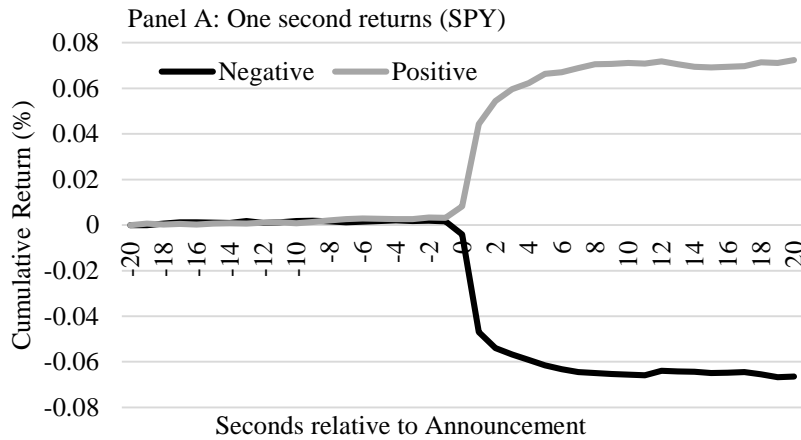 Panel A: One second returns (SPY)
0.08
Negative Positive
0.06
0.04
0.02
0
-0.02
-0.04
-0.06
-0.08
Cumulative Return (%)
-20 -18 -16 -14 -12 -10 -8 -6 -4 -2 0 2 4 6 8 10 12 14 16 18 20
Seconds relative to Announcement